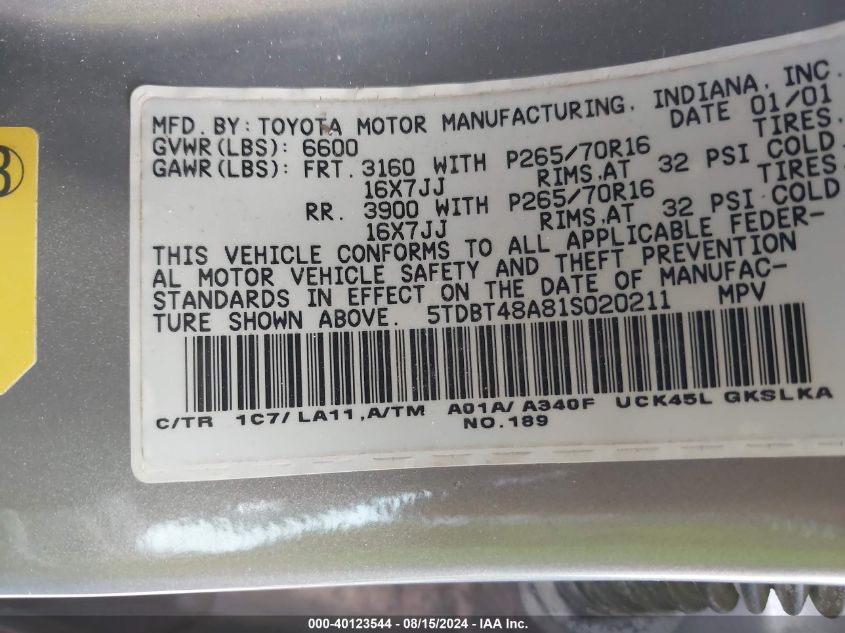 MFD. BY: TOYOTA MOTOR MANUFACTURING, INDIANA, INC.
DATE 01/01
GVWR(LBS): 6600
GAWR(LBS): FRT. 3160 WITH P265/70R16 TIRES.
16X7JJ RIMS.AT 32 PSI COLD.
RR. 3900 WITH P265/70R16 TIRES.
16X7JJ RIMS.AT 32 PSI COLD
THIS VEHICLE CONFORMS TO ALL APPLICABLE FEDER-
AL MOTOR VEHICLE SAFETY AND THEFT PREVENTION
STANDARDS IN EFFECT ON THE DATE OF MANUFAC-
TURE SHOWN ABOVE. 5TDBT48A81S020211 MPV
C/TR 1C7/ LA11 ,A/TM A01A/ A340F UCK45L GKSLKA
NO.189
000-40123544 - 08/15/2024 - IAA Inc.